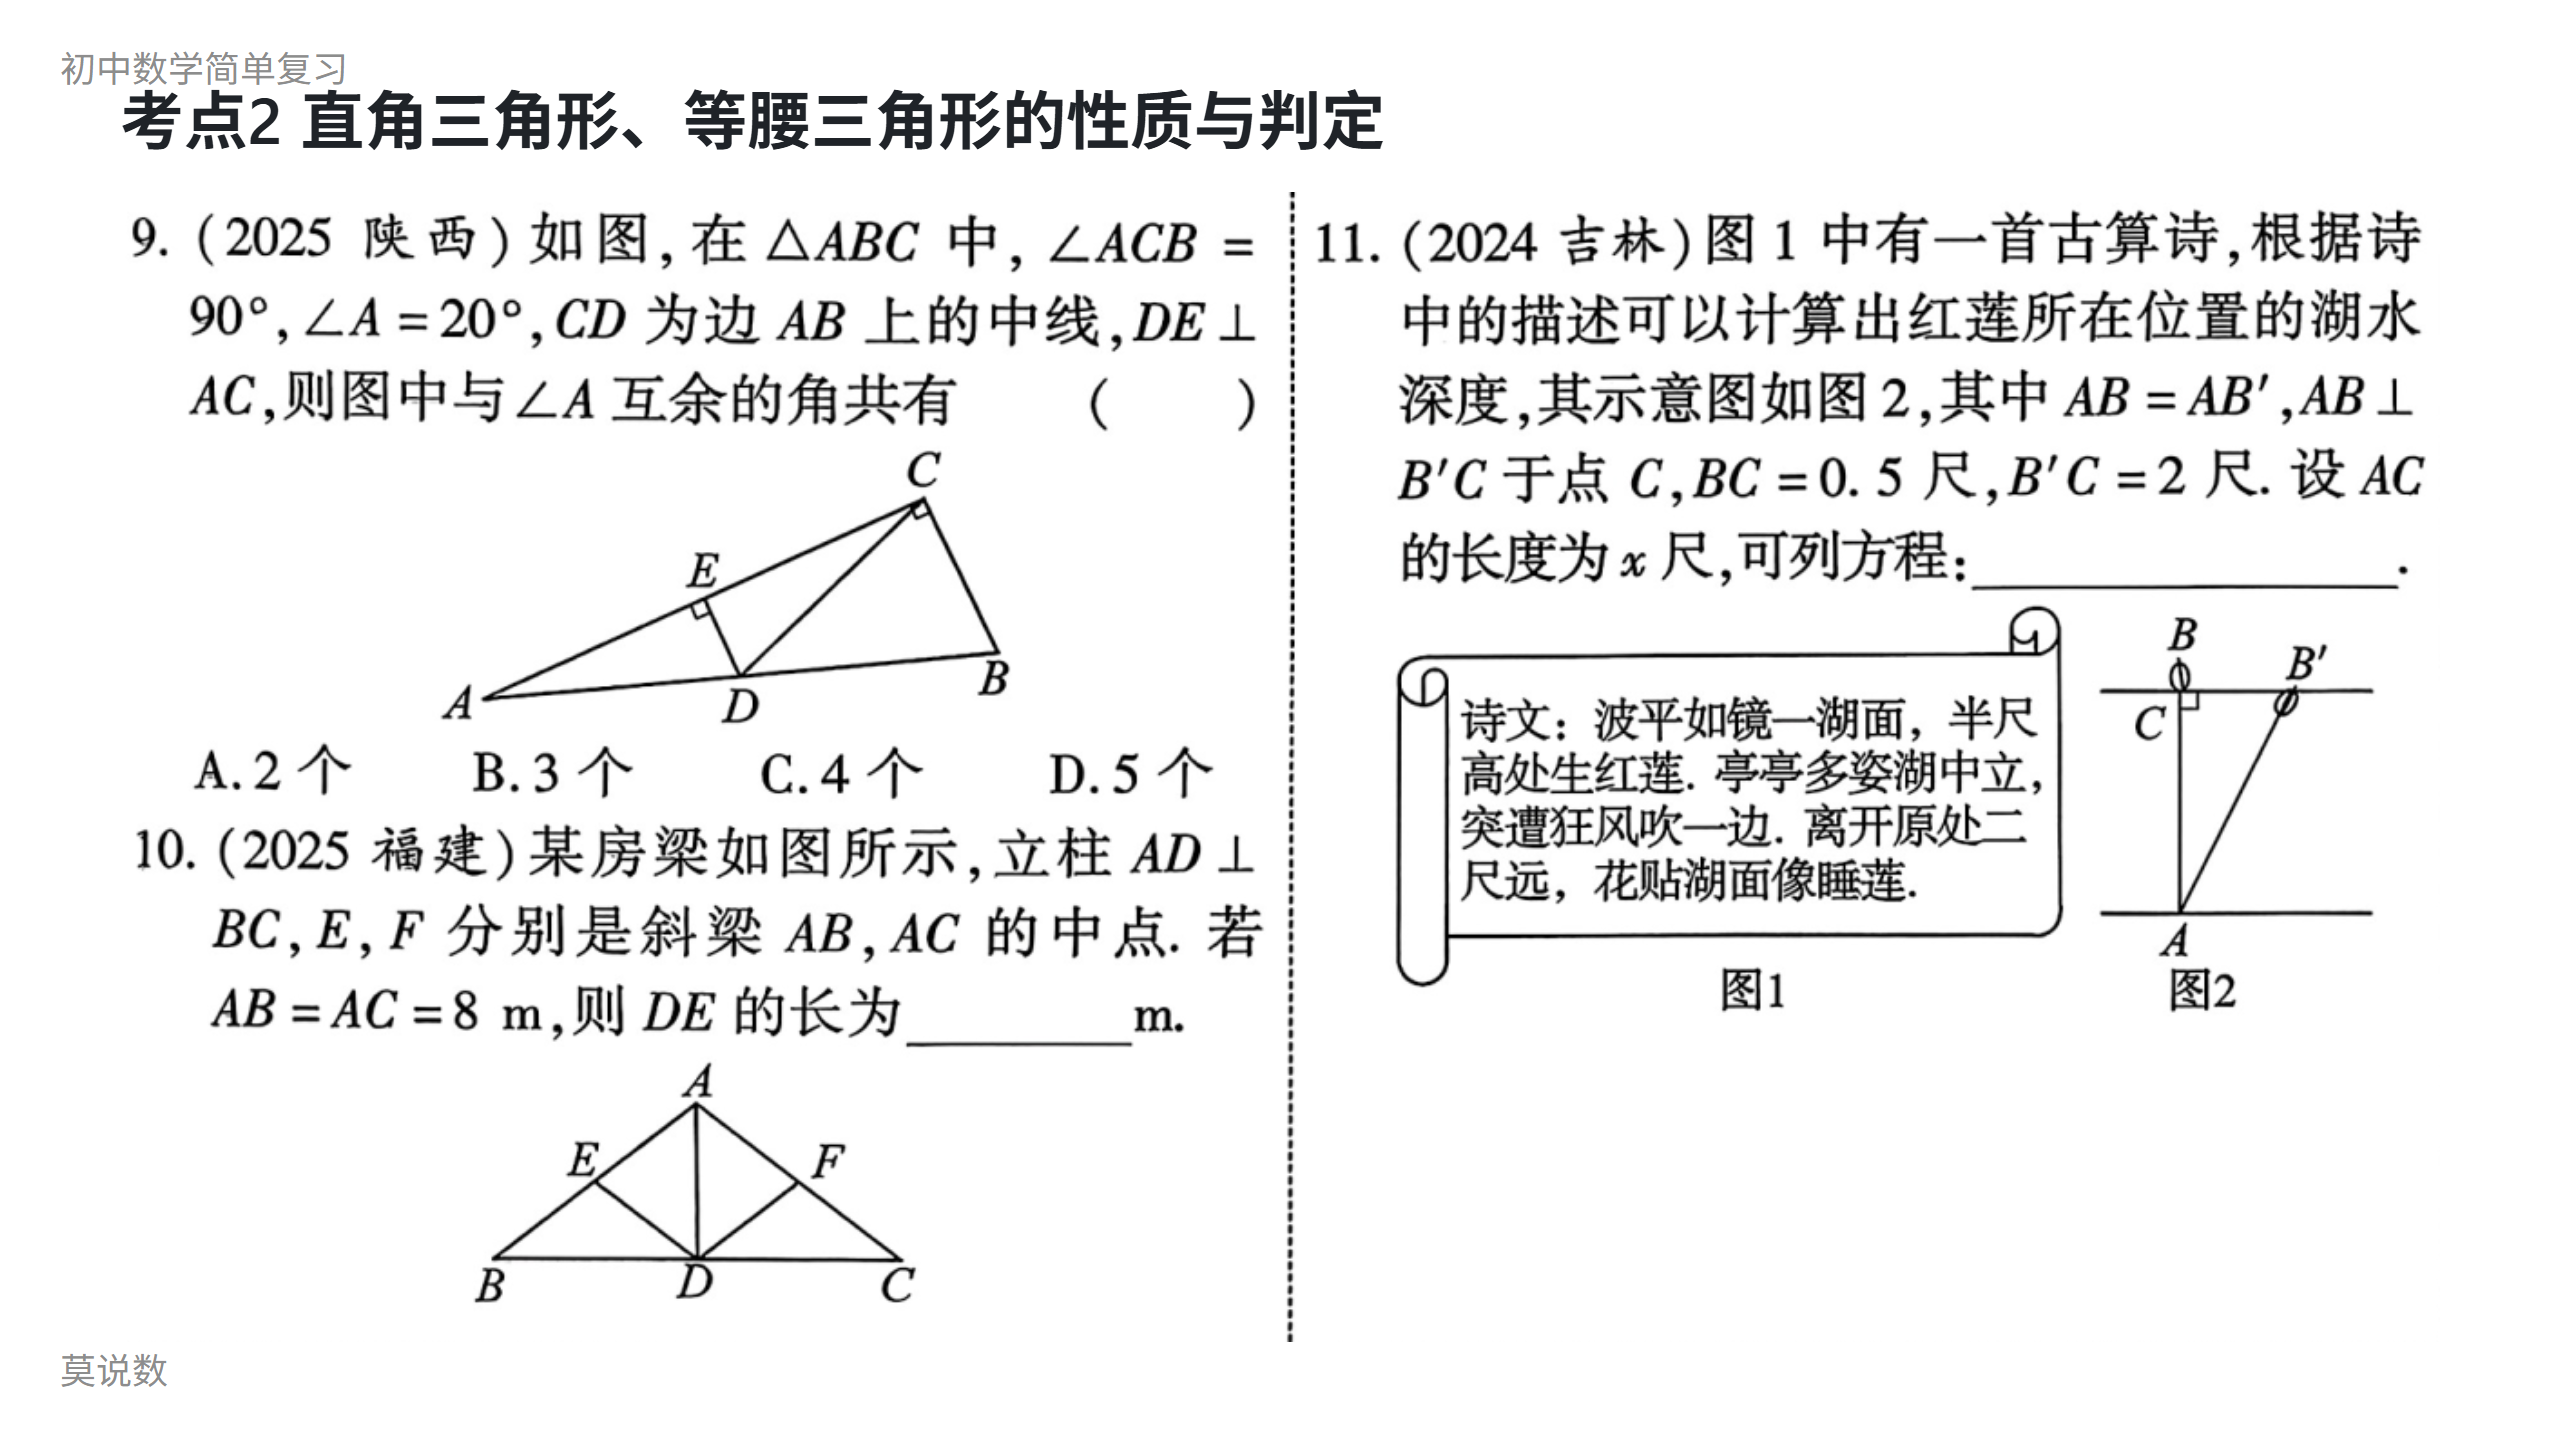 初中数学简单复习
考点2 直角三角形、等腰三角形的性质与判定
9. (2025 陕西)如图,在△ABC 中,∠ACB =
90°,∠A = 20°,CD 为边 AB 上的中线,DE⊥
AC,则图中与∠A 互余的角共有 (  )
C
E
A
D
B
A. 2 个 B. 3 个 C. 4 个 D. 5 个
10. (2025 福建)某房梁如图所示,立柱 AD⊥
BC,E,F 分别是斜梁 AB,AC 的中点. 若
AB = AC = 8 m,则 DE 的长为________m.
A
E
F
B
D
C
11. (2024 吉林)图 1 中有一首古算诗,根据诗
中的描述可以计算出红莲所在位置的湖水
深度,其示意图如图 2,其中 AB = AB′,AB⊥
B′C 于点 C,BC = 0. 5 尺,B′C = 2 尺. 设 AC
的长度为 x 尺,可列方程:________________.
诗文:波平如镜一湖面,半尺
高处生红莲. 亭亭多姿湖中立,
突遭狂风吹一边. 离开原处二
尺远,花贴湖面像睡莲.
图1
B
B′
C
A
图2
莫说数